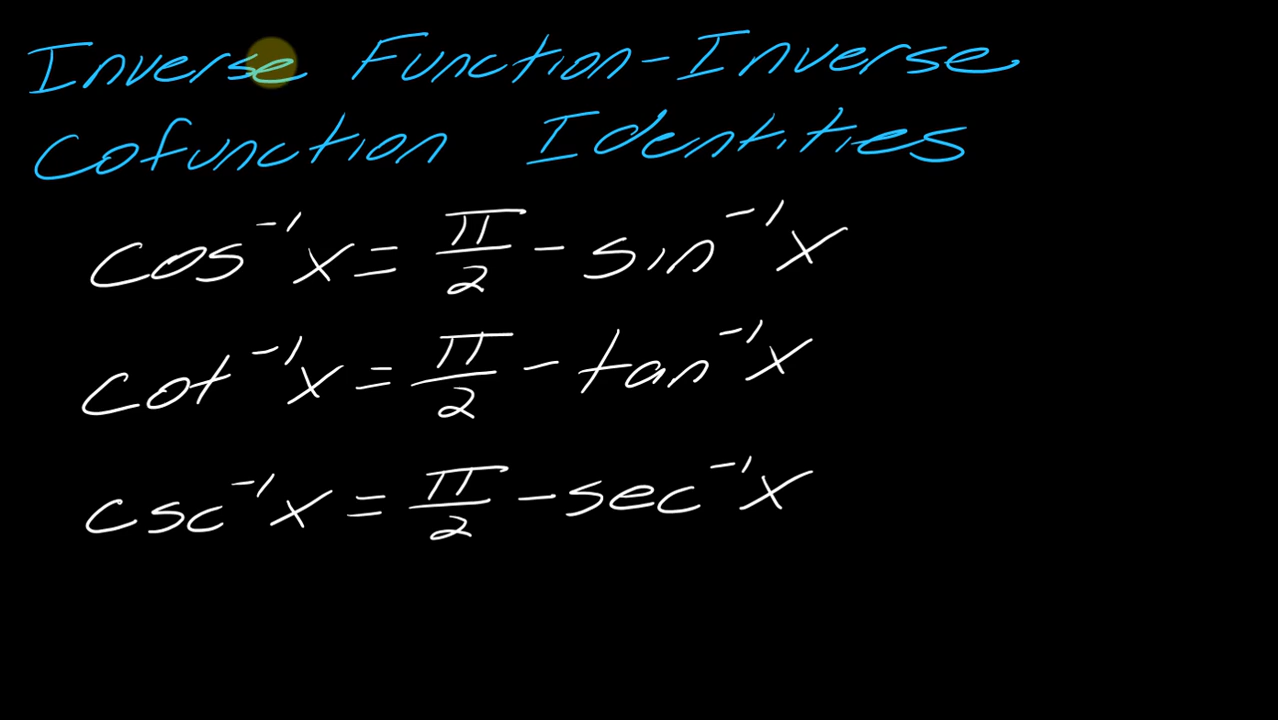 Inverse Function-Inverse
Cofunction Identities
cos⁻¹x = π/2 - sin⁻¹x
cot⁻¹x = π/2 - tan⁻¹x
csc⁻¹x = π/2 - sec⁻¹x